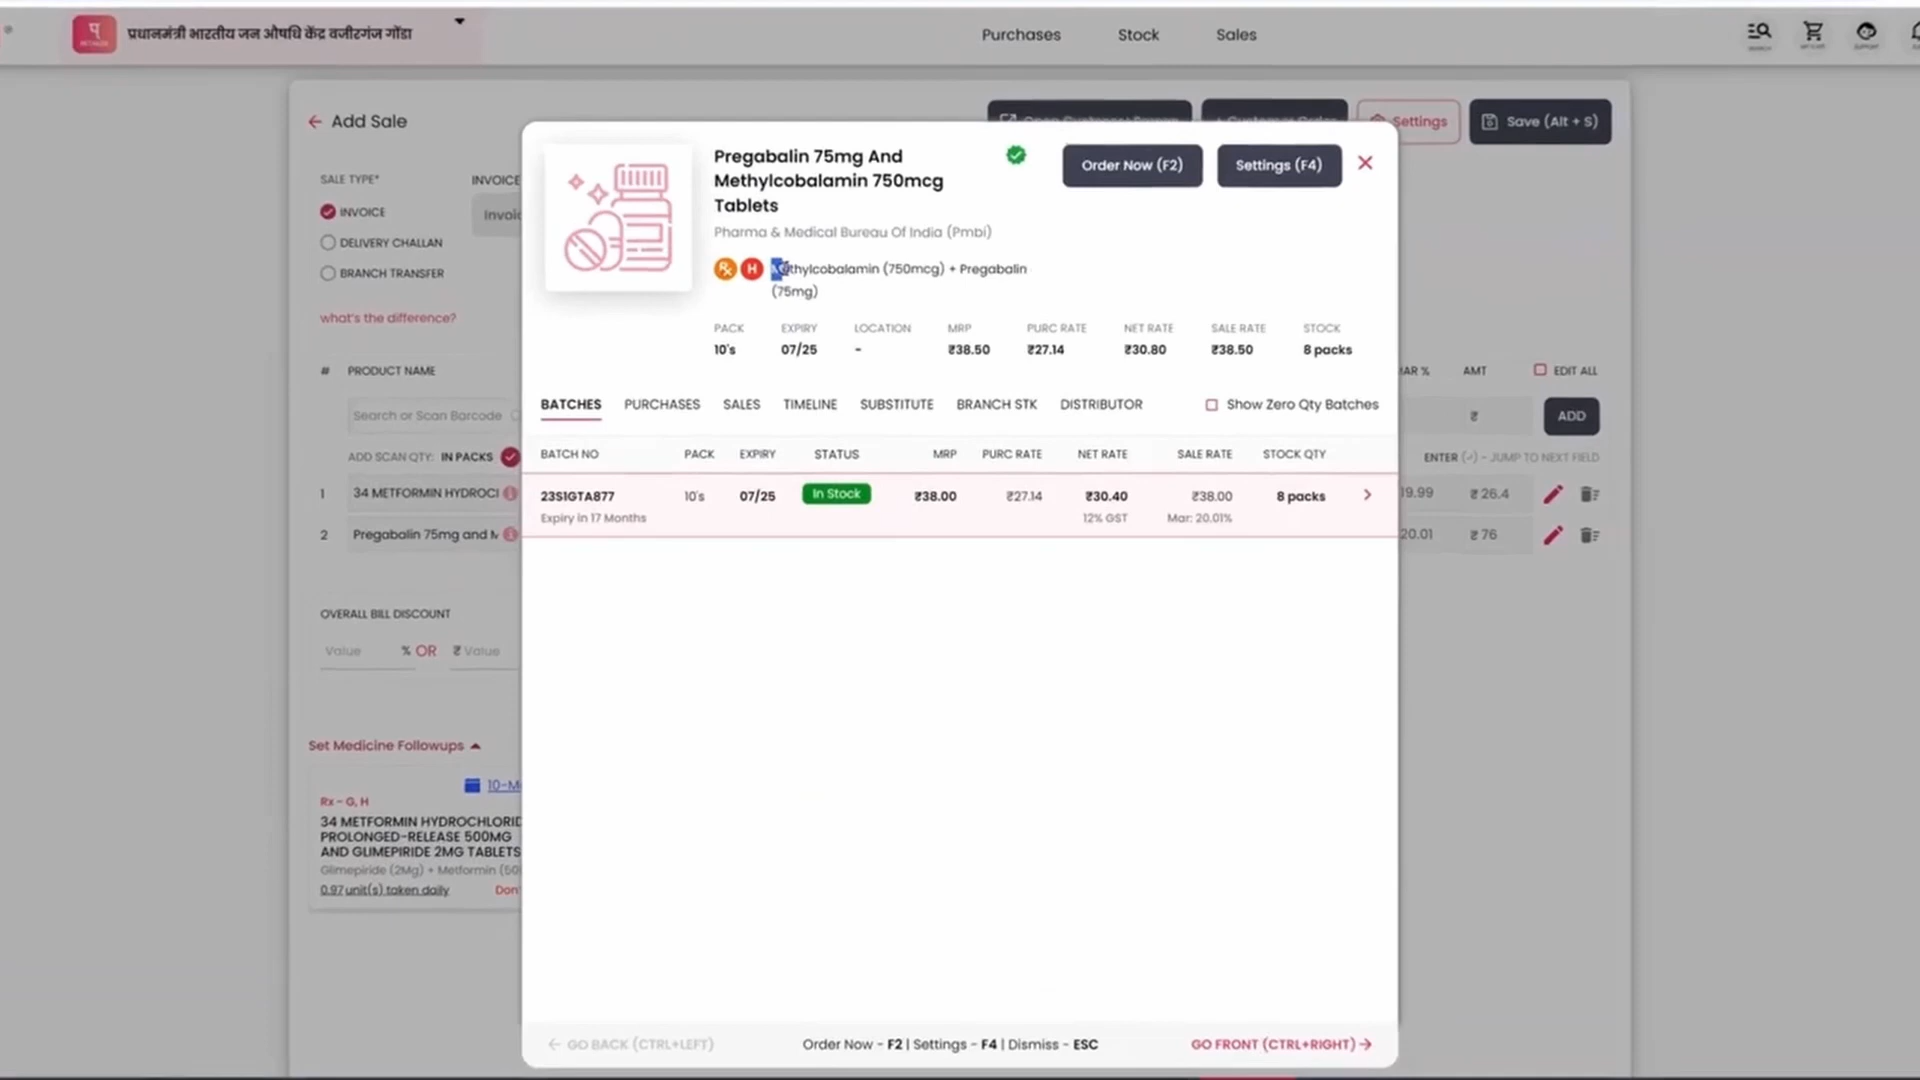 प्रधानमंत्री भारतीय जन औषधि केंद्र वजीरगंज गोंडा
Purchases
Stock
Sales
Add Sale
Settings
Save (Alt + S)
SALE TYPE*
INVOICE
INVOICE
DELIVERY CHALLAN
BRANCH TRANSFER
what's the difference?
Pregabalin 75mg And
Methylcobalamin 750mcg
Tablets
Order Now (F2)
Settings (F4)
Pharma & Medical Bureau Of India (Pmbi)
Rx H Methylcobalamin (750mcg) + Pregabalin
(75mg)
PACK EXPIRY LOCATION MRP PURC RATE NET RATE SALE RATE STOCK
10's 07/25 - ₹38.50 ₹27.14 ₹30.80 ₹38.50 8 packs
BATCHES PURCHASES SALES TIMELINE SUBSTITUTE BRANCH STK DISTRIBUTOR Show Zero Qty Batches
BATCH NO PACK EXPIRY STATUS MRP PURC RATE NET RATE SALE RATE STOCK QTY
23S1GTA877 10's 07/25 In Stock ₹38.00 ₹27.14 ₹30.40 ₹38.00 8 packs
Expiry in 17 Months 12% GST Mar: 20.01%
# PRODUCT NAME
AMT EDIT ALL
Search or Scan Barcode
₹ ADD
ADD SCAN QTY: IN PACKS
ENTER (✓) - JUMP TO NEXT FIELD
1 34 METFORMIN HYDROCI
19.99 ₹ 26.4
2 Pregabalin 75mg and
20.01 ₹ 76
OVERALL BILL DISCOUNT
Value % OR ₹ Value
Set Medicine Followups
Rx - G, H
34 METFORMIN HYDROCHLORID
PROLONGED-RELEASE 500MG
AND GLIMEPIRIDE 2MG TABLETS
Glimepiride (2Mg) + Metformin (50
0.97 unit(s) taken daily
GO BACK (CTRL+LEFT)
Order Now - F2 | Settings - F4 | Dismiss - ESC
GO FRONT (CTRL+RIGHT)